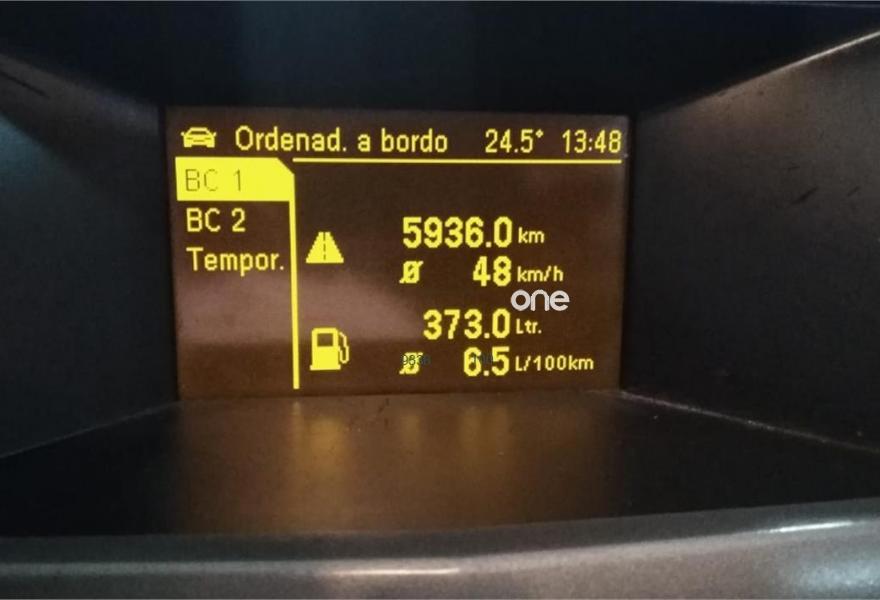 Ordenad. a bordo 24.5° 13:48
BC 1
BC 2
Tempor.
5936.0 km
Ø 48 km/h
one
373.0 Ltr.
Ø 6.5 L/100km